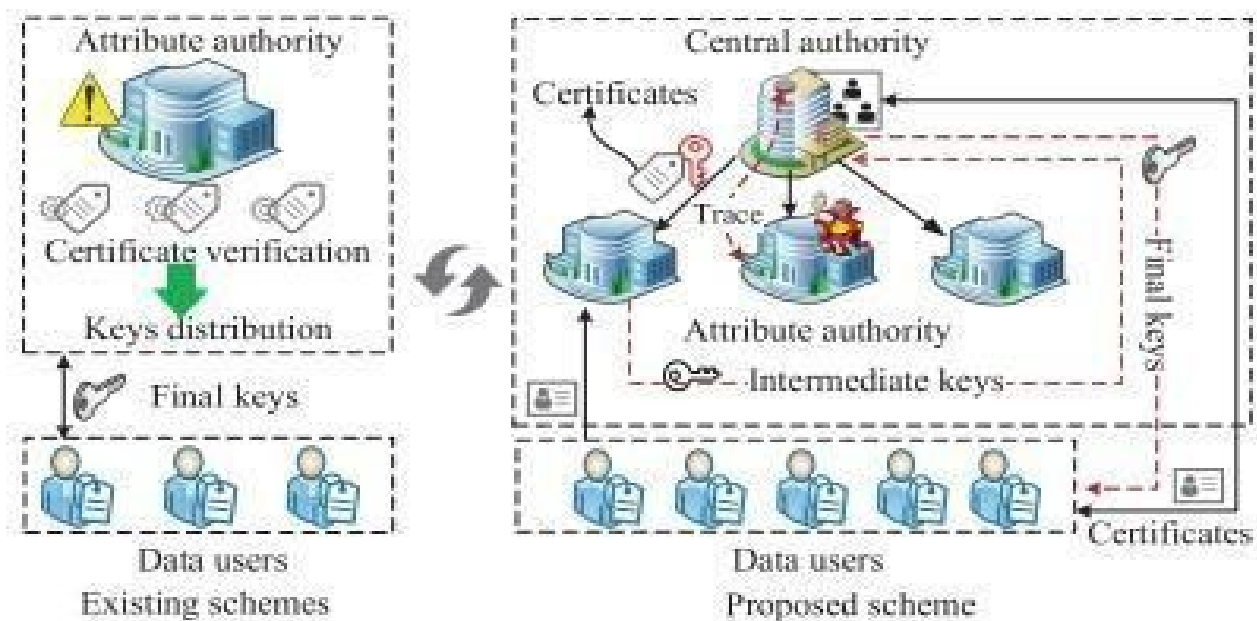 Attribute authority
Certificate verification
Keys distribution
Final keys
Data users
Existing schemes
Central authority
Certificates
Trace
Attribute authority
Intermediate keys
Final keys
Certificates
Data users
Proposed scheme